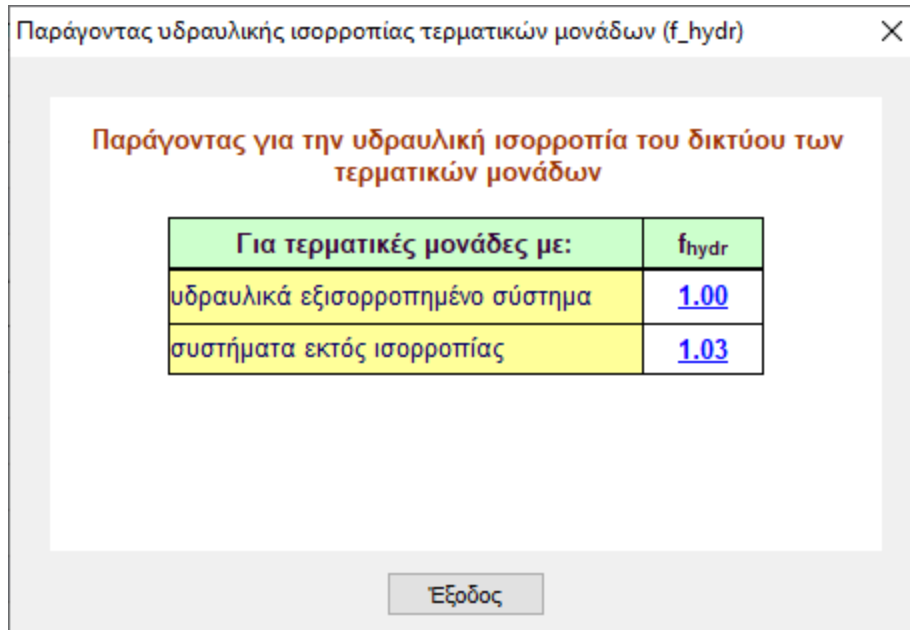 Παράγοντας υδραυλικής ισορροπίας τερματικών μονάδων (f_hydr)
Παράγοντας για την υδραυλική ισορροπία του δικτύου των
τερματικών μονάδων
Για τερματικές μονάδες με: fhydr
υδραυλικά εξισορροπημένο σύστημα 1.00
συστήματα εκτός ισορροπίας 1.03
Έξοδος